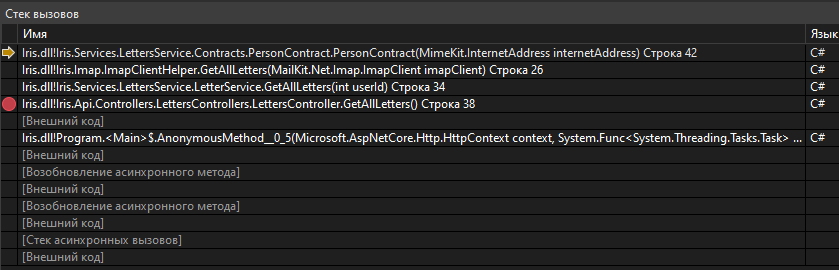 Стек вызовов
Имя Язык
Iris.dll!Iris.Services.LettersService.Contracts.PersonContract.PersonContract(MimeKit.InternetAddress internetAddress) Строка 42 C#
Iris.dll!Iris.Imap.ImapClientHelper.GetAllLetters(MailKit.Net.Imap.ImapClient imapClient) Строка 26 C#
Iris.dll!Iris.Services.LettersService.LetterService.GetAllLetters(int userId) Строка 34 C#
Iris.dll!Iris.Api.Controllers.LettersControllers.LettersController.GetAllLetters() Строка 38 C#
[Внешний код]
Iris.dll!Program.<Main>$.AnonymousMethod__0_5(Microsoft.AspNetCore.Http.HttpContext context, System.Func<System.Threading.Tasks.Task> ... C#
[Внешний код]
[Возобновление асинхронного метода]
[Внешний код]
[Возобновление асинхронного метода]
[Внешний код]
[Стек асинхронных вызовов]
[Внешний код]